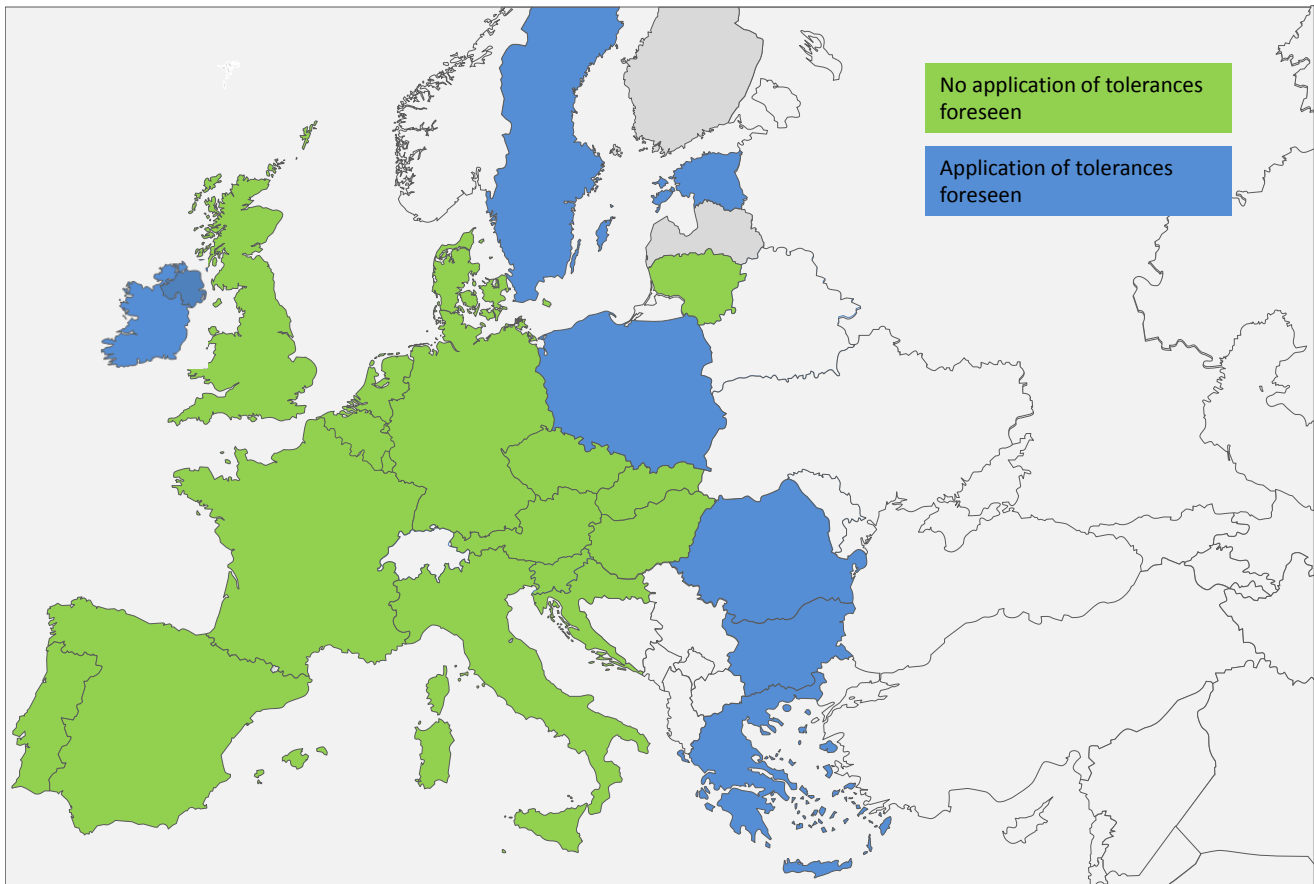 No application of tolerances
foreseen
Application of tolerances
foreseen